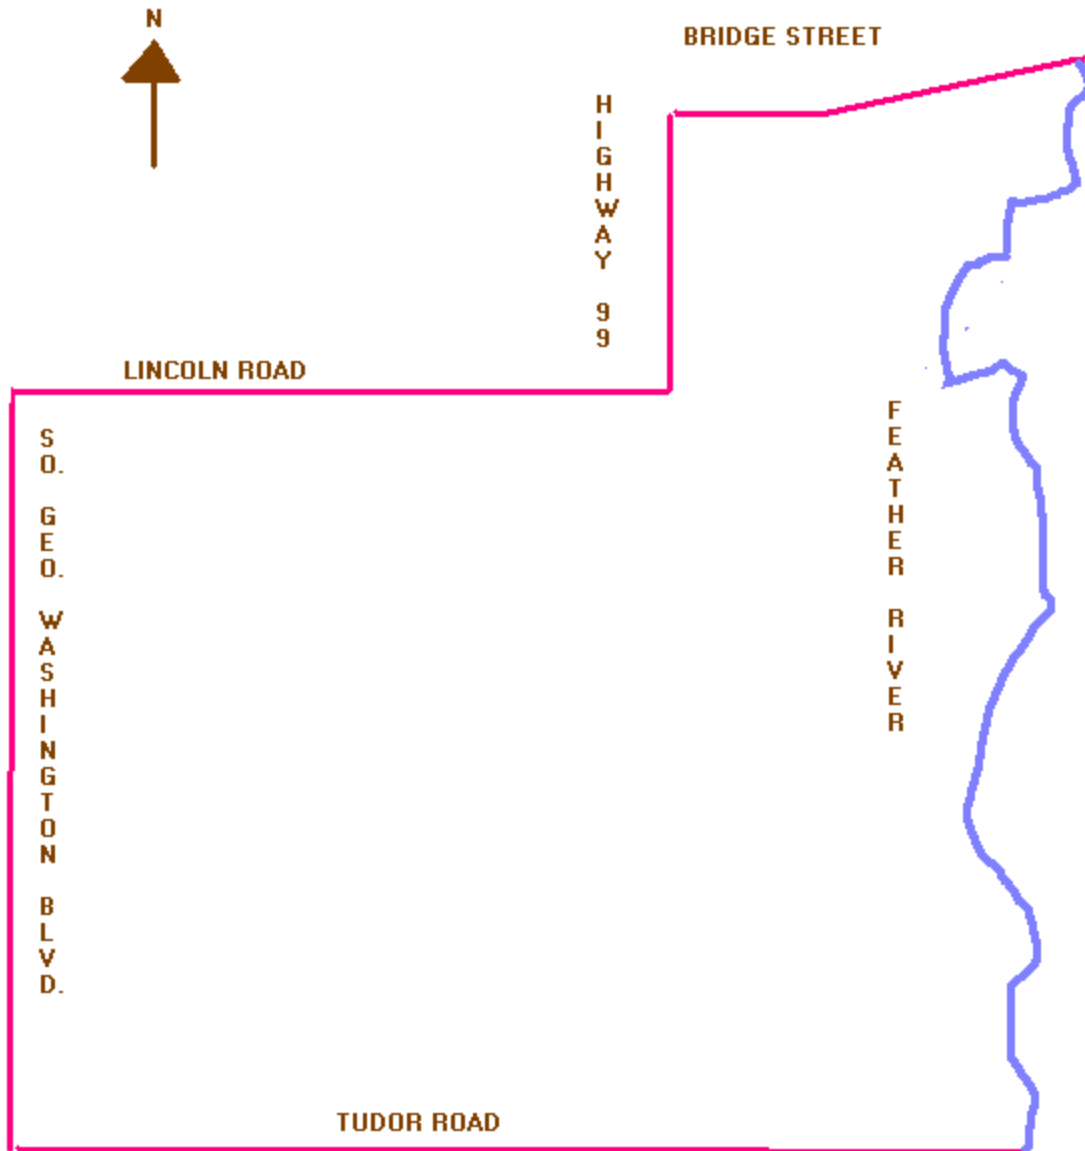 N
BRIDGE STREET
HIGHWAY 99
LINCOLN ROAD
SO. GEO. WASHINGTON BLVD.
FEATHER RIVER
TUDOR ROAD